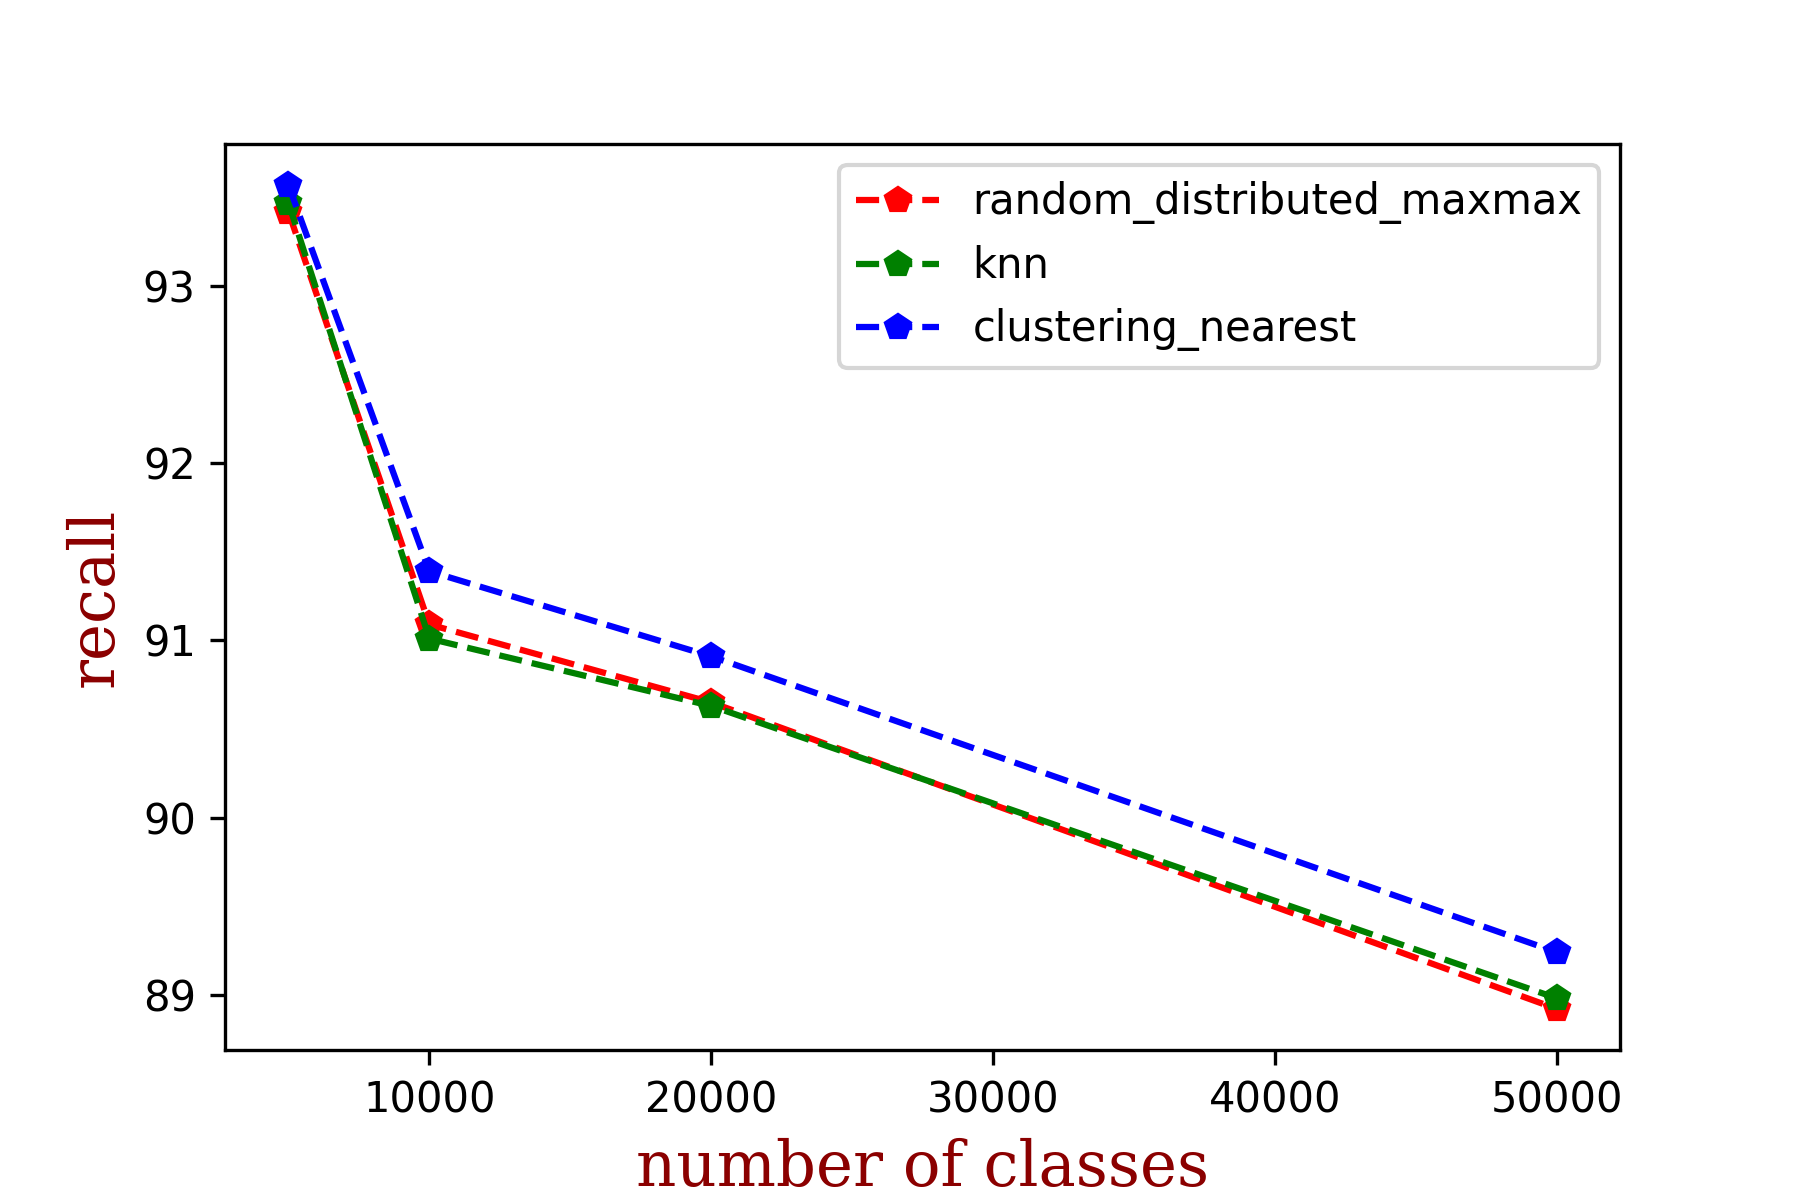 random_distributed_maxmax
knn
clustering_nearest
93
92
91
90
89
recall
10000 20000 30000 40000 50000
number of classes